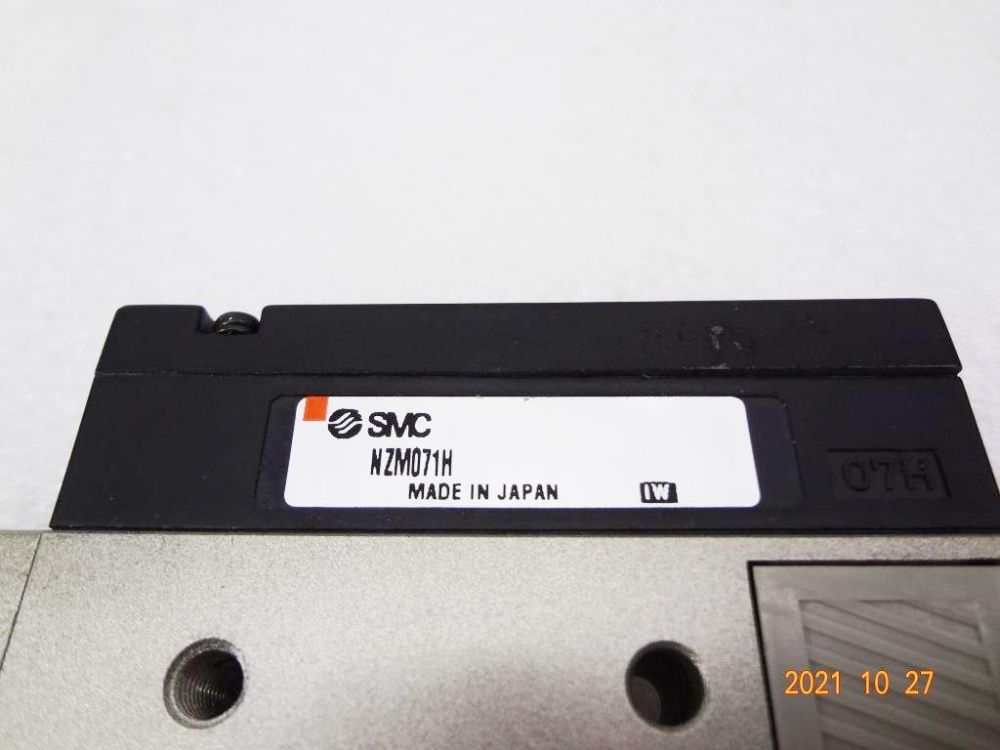 SMC
NZM071H
MADE IN JAPAN IW
07H
2021 10 27